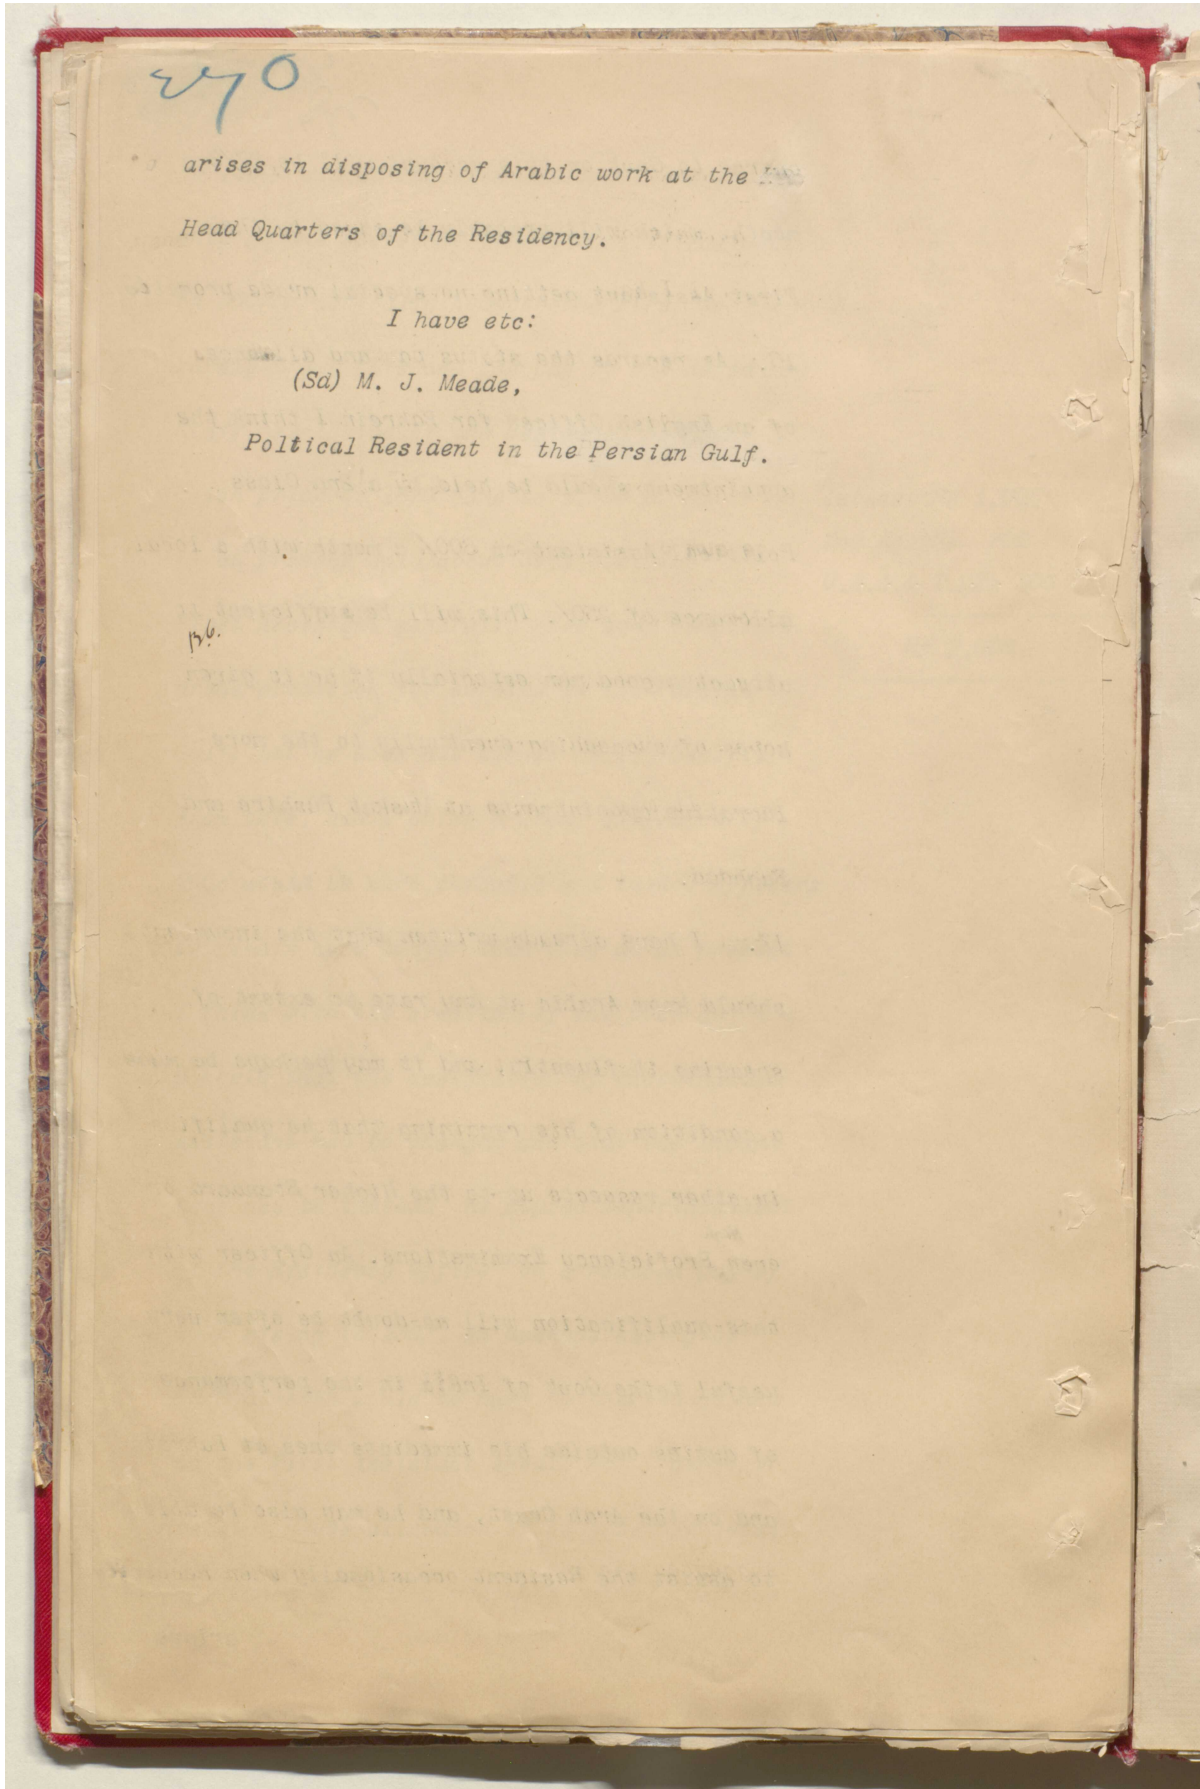 270
arises in disposing of Arabic work at the
Head Quarters of the Residency.
I have etc:
(Sd) M. J. Meade,
Poltical Resident in the Persian Gulf.